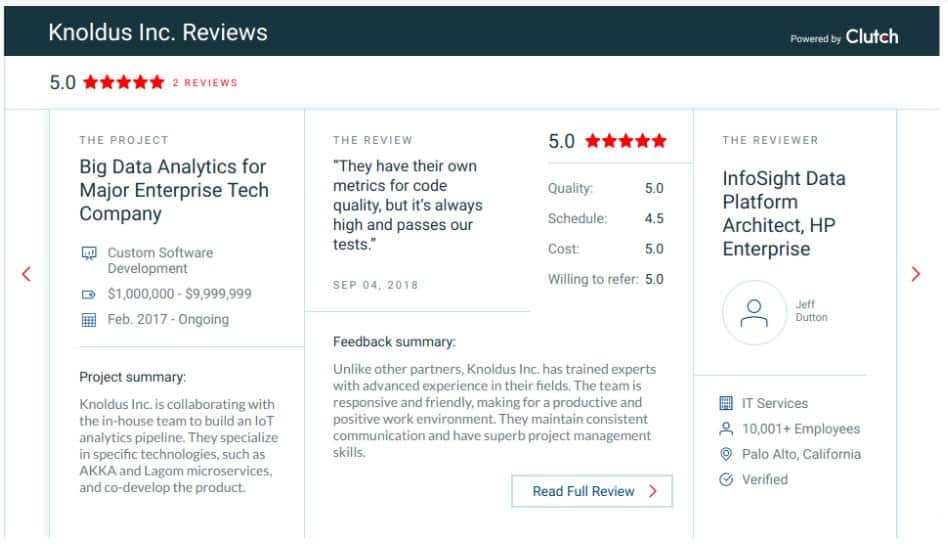 Knoldus Inc. Reviews
Powered by Clutch
5.0
2 REVIEWS
THE PROJECT
Big Data Analytics for
Major Enterprise Tech
Company
Custom Software
Development
$1,000,000 - $9,999,999
Feb. 2017 - Ongoing
Project summary:
Knoldus Inc. is collaborating with
the in-house team to build an IoT
analytics pipeline. They specialize
in specific technologies, such as
AKKA and Lagom microservices,
and co-develop the product.
THE REVIEW
"They have their own
metrics for code
quality, but it's always
high and passes our
tests."
SEP 04, 2018
5.0
Quality: 5.0
Schedule: 4.5
Cost: 5.0
Willing to refer: 5.0
Feedback summary:
Unlike other partners, Knoldus Inc. has trained experts
with advanced experience in their fields. The team is
responsive and friendly, making for a productive and
positive work environment. They maintain consistent
communication and have superb project management
skills.
Read Full Review
THE REVIEWER
InfoSight Data
Platform
Architect, HP
Enterprise
Jeff
Dutton
IT Services
10,001+ Employees
Palo Alto, California
Verified